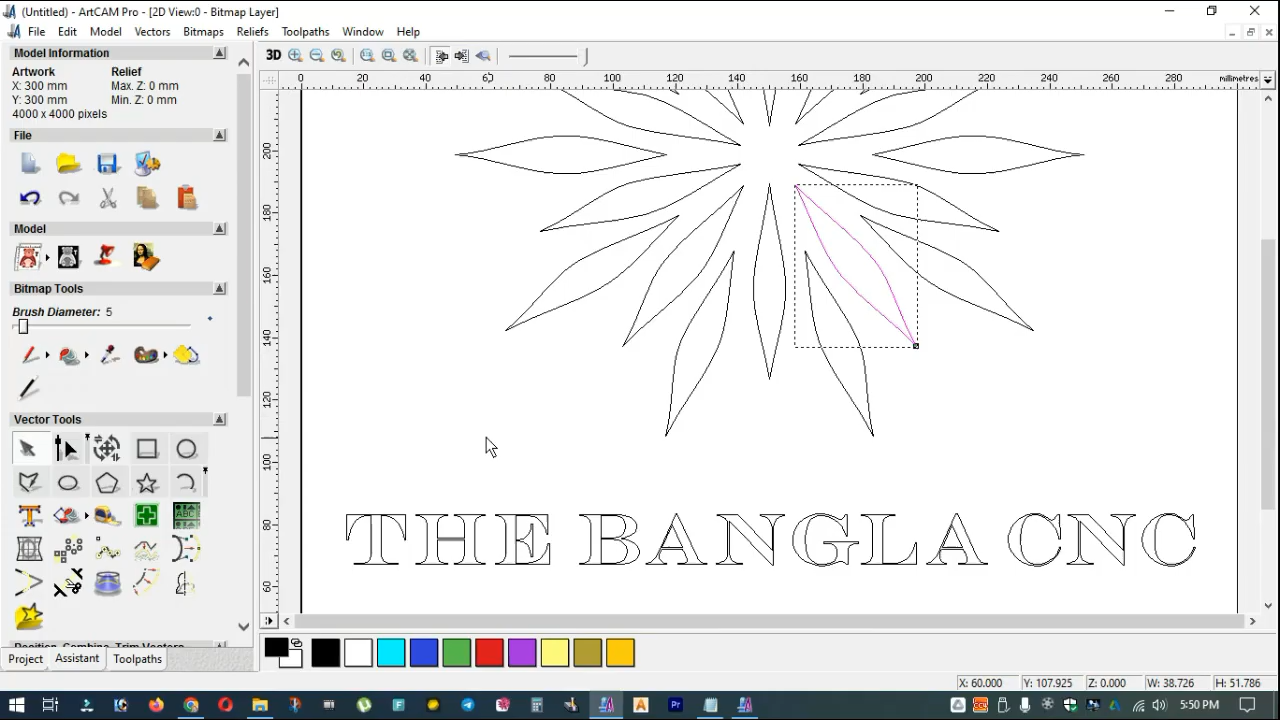 (Untitled) - ArtCAM Pro - [2D View:0 - Bitmap Layer]
File Edit Model Vectors Bitmaps Reliefs Toolpaths Window Help
Model Information
3D
Artwork Relief
X: 300 mm Max. Z: 0 mm
Y: 300 mm Min. Z: 0 mm
4000 x 4000 pixels
0 20 40 60 80 100 120 140 160 180 200 220 240 260 280 millimetres
File
Model
Bitmap Tools
Brush Diameter: 5
Vector Tools
200
180
160
140
120
100
80
60
THE BANGLA CNC
Position, Combine, Trim Vectors
Project Assistant Toolpaths
X: 60.000 Y: 107.925 Z: 0.000 W: 38.726 H: 51.786
5:50 PM